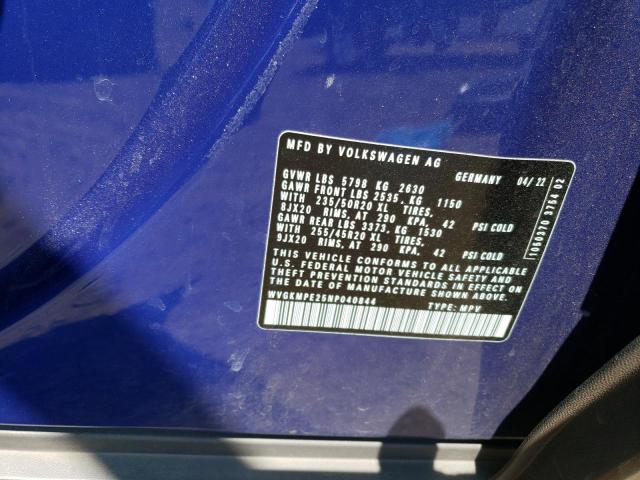 MFD BY VOLKSWAGEN AG
GERMANY 04/22
GVWR LBS 5798 KG 2630
GAWR FRONT LBS 2535, KG 1150
WITH 235/50R20 XL TIRES,
8JX20 RIMS, AT 290 KPA, 42 PSI COLD
GAWR REAR LBS 3373, KG 1530
WITH 255/45R20 XL TIRES,
9JX20 RIMS, AT 290 KPA, 42 PSI COLD
THIS VEHICLE CONFORMS TO ALL APPLICABLE
U.S. FEDERAL MOTOR VEHICLE SAFETY AND
THEFT PREVENTION STANDARDS IN EFFECT ON
THE DATE OF MANUFACTURE SHOWN ABOVE.
WVGKMPE25NP040844 TYPE: MPV
1060370 3754 02